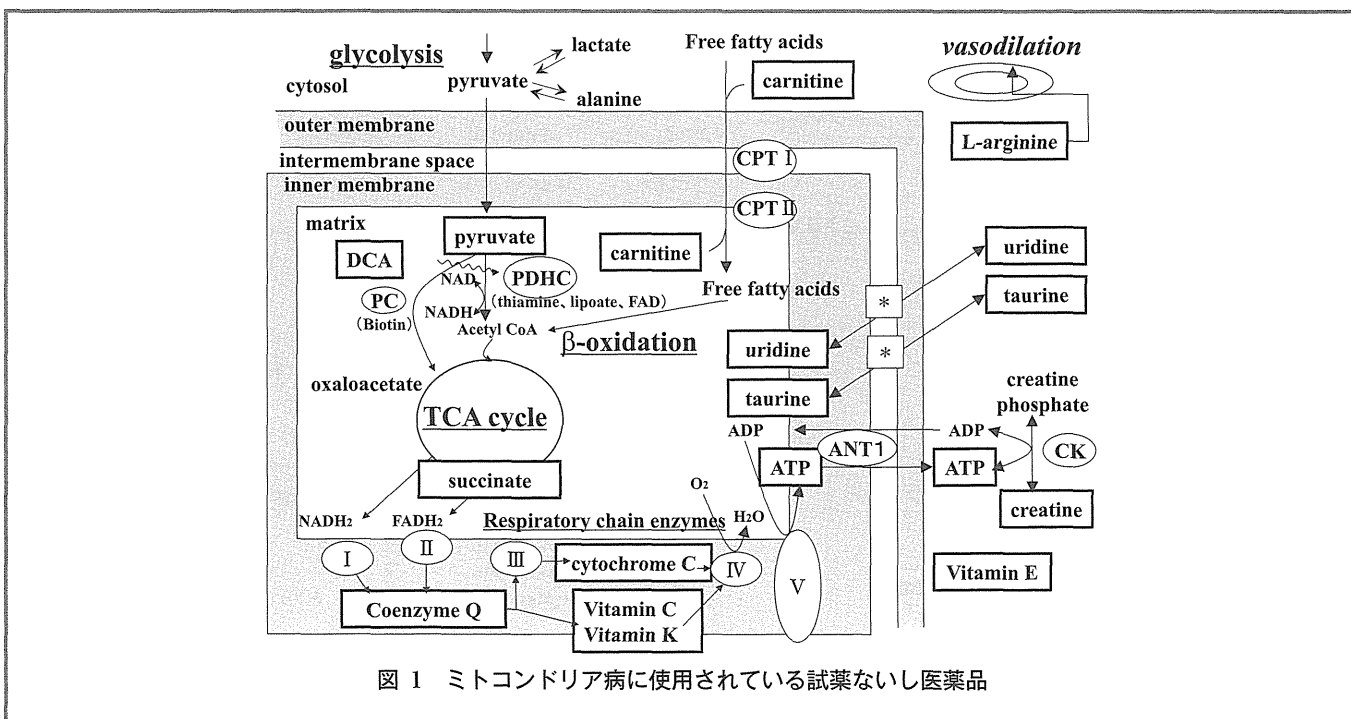 glycolysis
lactate
pyruvate
alanine
cytosol
Free fatty acids
carnitine
vasodilation
L-arginine
outer membrane
intermembrane space
inner membrane
CPT Ⅰ
CPT Ⅱ
matrix
pyruvate
DCA
NAD
PDHC
PC
NADH
(thiamine、lipoate、FAD)
(Biotin)
Acetyl CoA
carnitine
Free fatty acids
β-oxidation
uridine
taurine
*
*
uridine
taurine
oxaloacetate
TCA cycle
succinate
ADP
ATP
ANT1
ADP
ATP
creatine
phosphate
CK
creatine
O₂
H₂O
NADH₂
FADH₂
Respiratory chain enzymes
Ⅰ
Ⅱ
Ⅲ
cytochrome C
Ⅳ
Ⅴ
Coenzyme Q
Vitamin C
Vitamin K
Vitamin E
図 1 ミトコンドリア病に使用されている試薬ないし医薬品